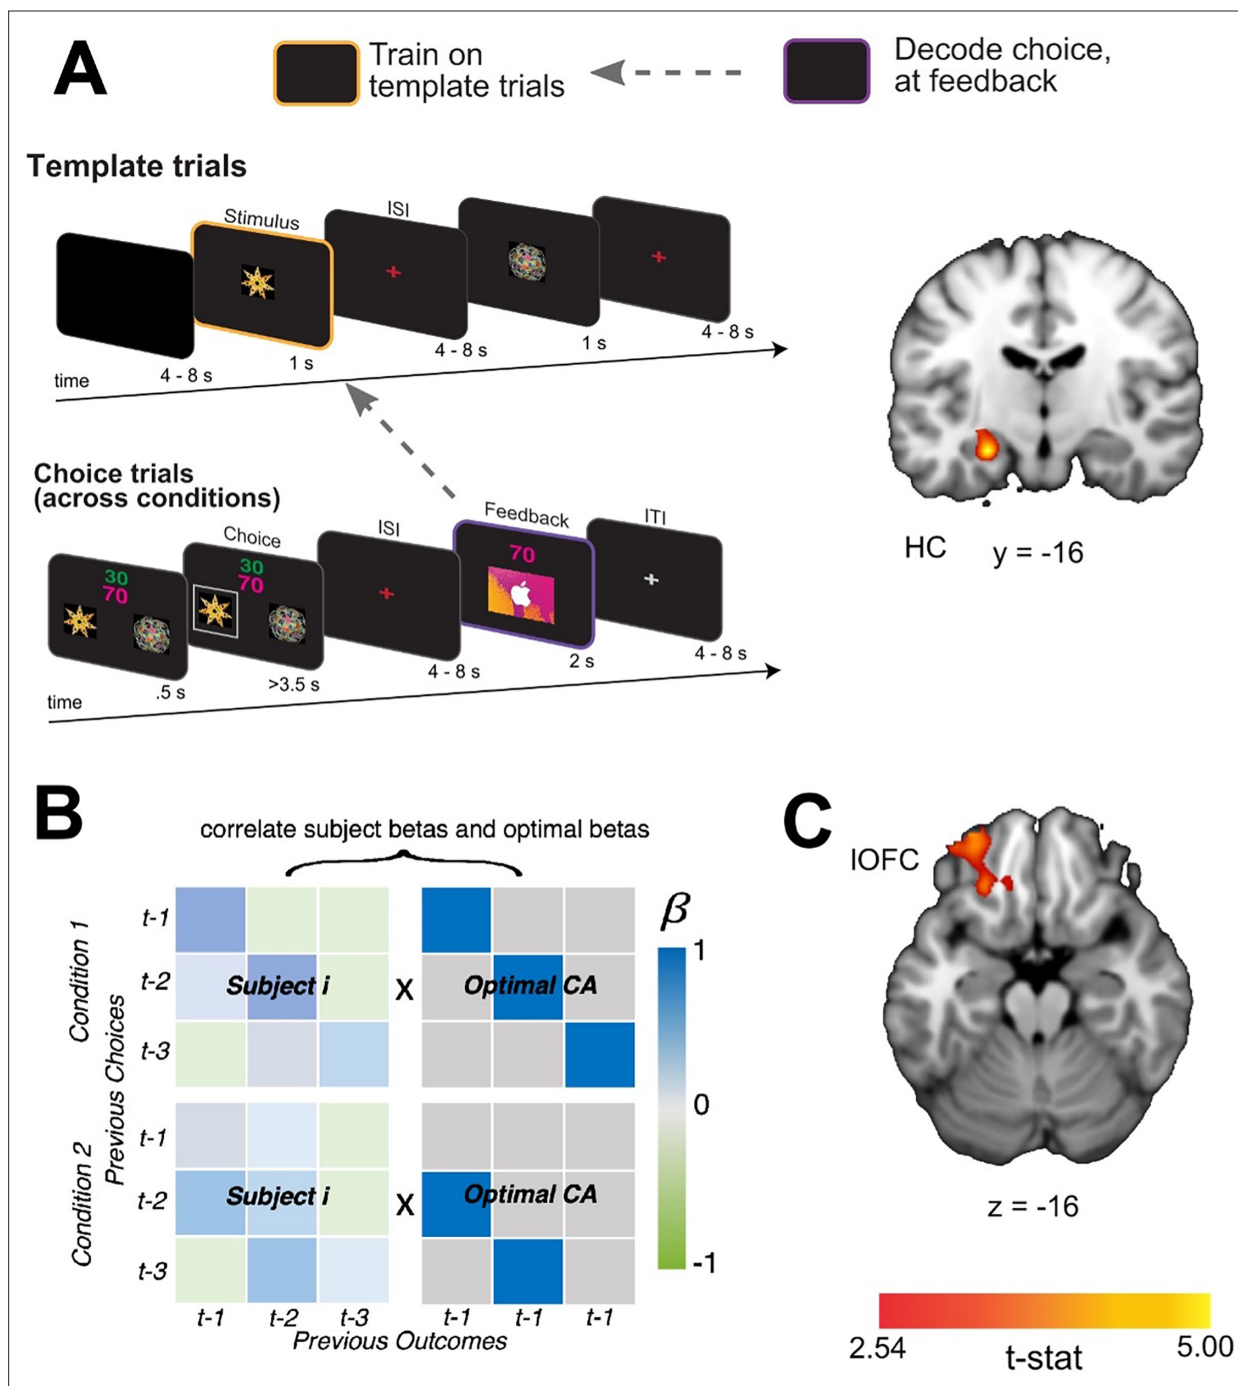 A
Train on
template trials
Decode choice,
at feedback
Template trials
Stimulus
ISI
4 - 8 s
1 s
4 - 8 s
1 s
4 - 8 s
time
Choice trials
(across conditions)
Choice
ISI
Feedback
ITI
30
70
30
70
70
.5 s
>3.5 s
4 - 8 s
2 s
4 - 8 s
time
HC y = -16
B
correlate subject betas and optimal betas
Condition 1
Condition 2
Previous Choices
t-1
t-2
t-3
Subject i X Optimal CA
t-1
t-2
t-3
Subject i X Optimal CA
t-1 t-2 t-3 t-1 t-1 t-1
Previous Outcomes
β
1
0
-1
C
lOFC
z = -16
2.54 5.00
t-stat